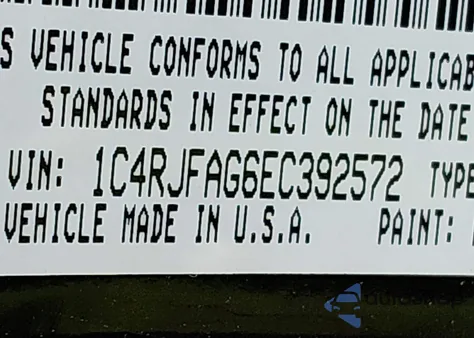 S VEHICLE CONFORMS TO ALL APPLICAB
STANDARDS IN EFFECT ON THE DATE
VIN: 1C4RJFAG6EC392572 TYPE
VEHICLE MADE IN U.S.A. PAINT: